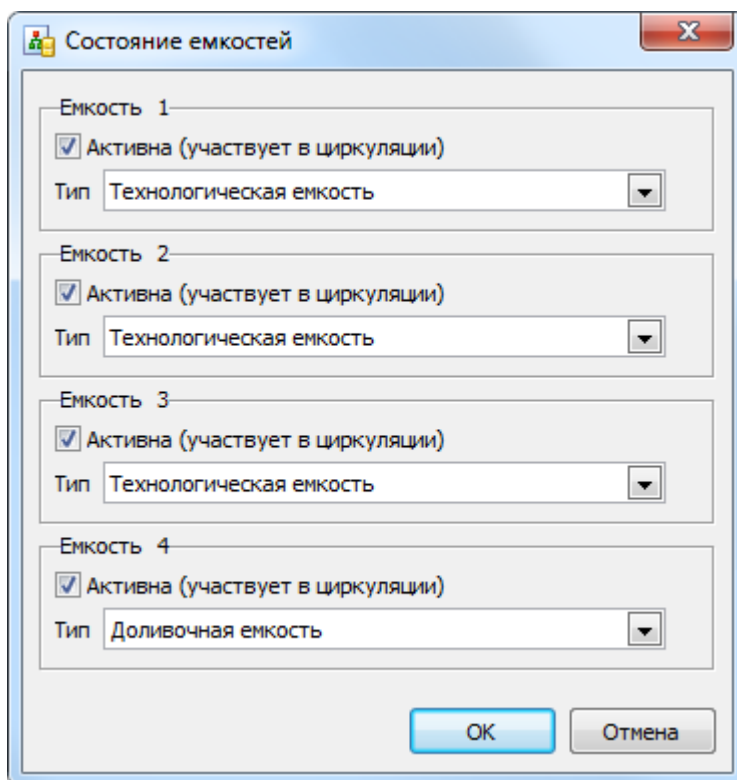 Состояние емкостей
Емкость 1
Активна (участвует в циркуляции)
Тип Технологическая емкость
Емкость 2
Активна (участвует в циркуляции)
Тип Технологическая емкость
Емкость 3
Активна (участвует в циркуляции)
Тип Технологическая емкость
Емкость 4
Активна (участвует в циркуляции)
Тип Доливочная емкость
OK Отмена